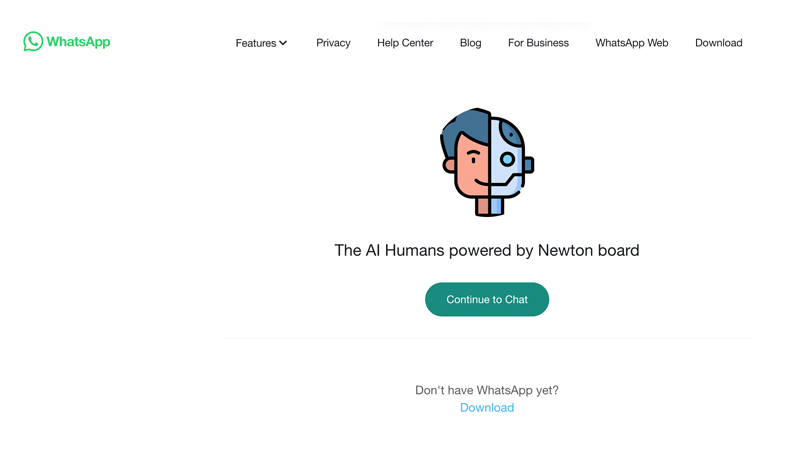 WhatsApp
Features Privacy Help Center Blog For Business WhatsApp Web Download
The AI Humans powered by Newton board
Continue to Chat
Don't have WhatsApp yet?
Download